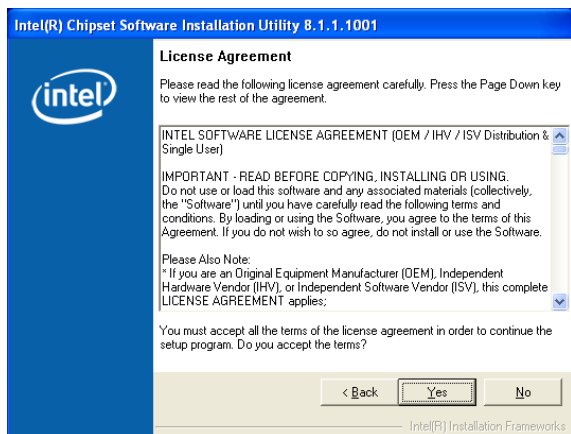 Intel(R) Chipset Software Installation Utility 8.1.1.1001
intel
License Agreement
Please read the following license agreement carefully. Press the Page Down key
to view the rest of the agreement.
INTEL SOFTWARE LICENSE AGREEMENT (OEM / IHV / ISV Distribution &
Single User)
IMPORTANT - READ BEFORE COPYING, INSTALLING OR USING.
Do not use or load this software and any associated materials (collectively,
the "Software") until you have carefully read the following terms and
conditions. By loading or using the Software, you agree to the terms of this
Agreement. If you do not wish to so agree, do not install or use the Software.
Please Also Note:
* If you are an Original Equipment Manufacturer (OEM), Independent
Hardware Vendor (IHV), or Independent Software Vendor (ISV), this complete
LICENSE AGREEMENT applies;
You must accept all the terms of the license agreement in order to continue the
setup program. Do you accept the terms?
< Back Yes No
Intel(R) Installation Frameworks